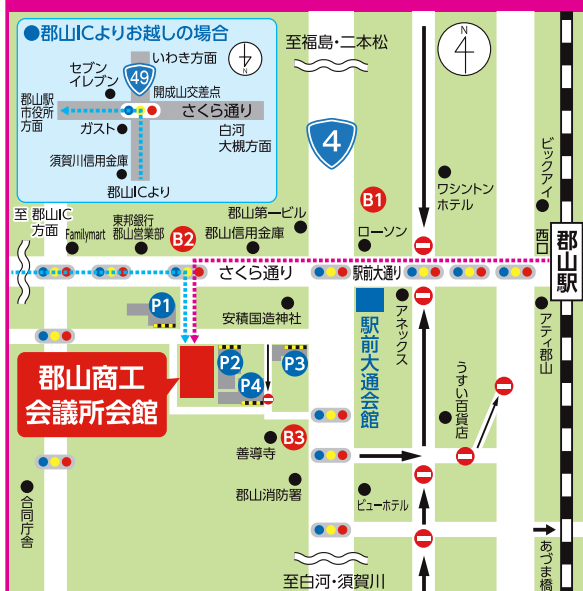 ●郡山ICよりお越しの場合
いわき方面
セブン
イレブン
49
開成山交差点
郡山駅
市役所
方面
さくら通り
ガスト
白河
大槻方面
須賀川信用金庫
郡山ICより
4
至福島・二本松
4
4
ワシントン
ホテル
ビックアイ
B1
至 郡山IC
方面
Familymart
東邦銀行
郡山営業部
B2
郡山第一ビル
郡山信用金庫
ローソン
西口
郡山駅
さくら通り
駅前大通り
P1
安積国造神社
駅前大通会館
アネックス
アティ郡山
郡山商工
会議所会館
P2
P3
P4
うすい百貨店
B3
善導寺
郡山消防署
ビューホテル
合同庁舎
あづま橋
至白河・須賀川